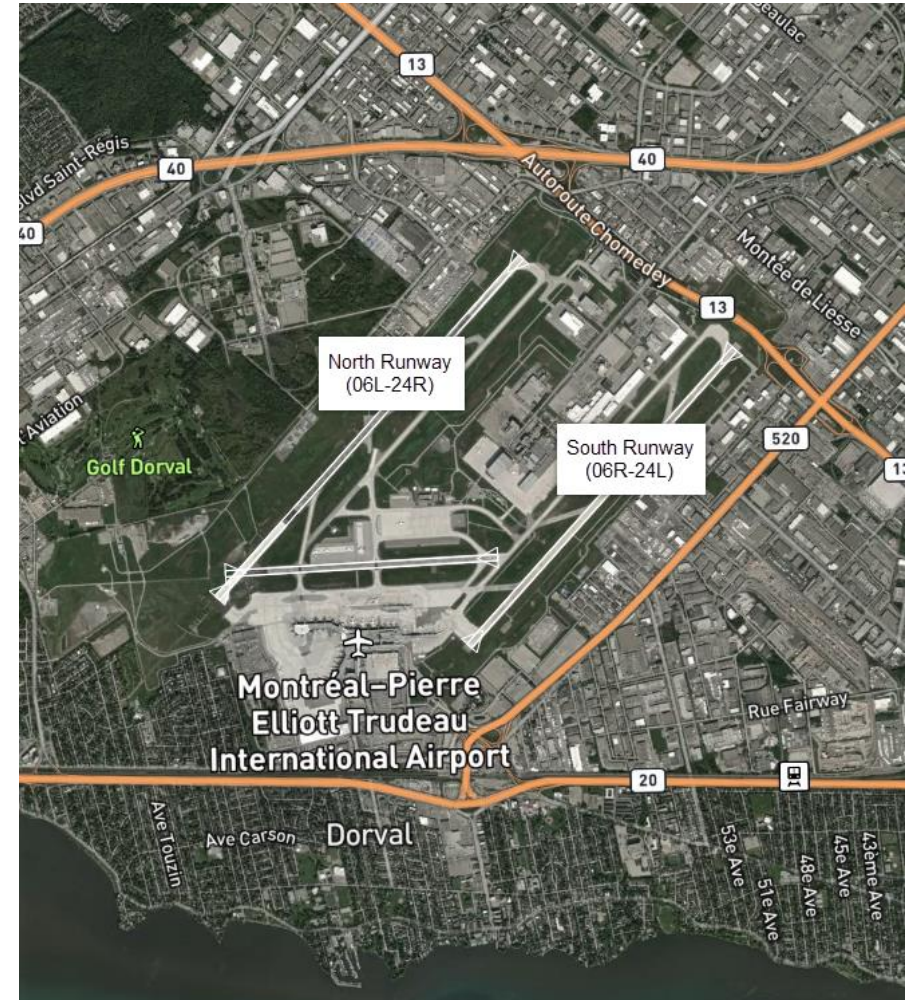 Beaulac
13
Blvd Saint-Régis
40
40
40
Autoroute Chomedey
Montée de Liesse
13
North Runway
(06L-24R)
Aviation
Golf Dorval
South Runway
(06R-24L)
520
13
Montréal–Pierre
Elliott Trudeau
International Airport
Rue Fairway
20
Ave Touzin
Ave Carson
Dorval
53e Ave
51e Ave
48e Ave
45e Ave
43ème Ave